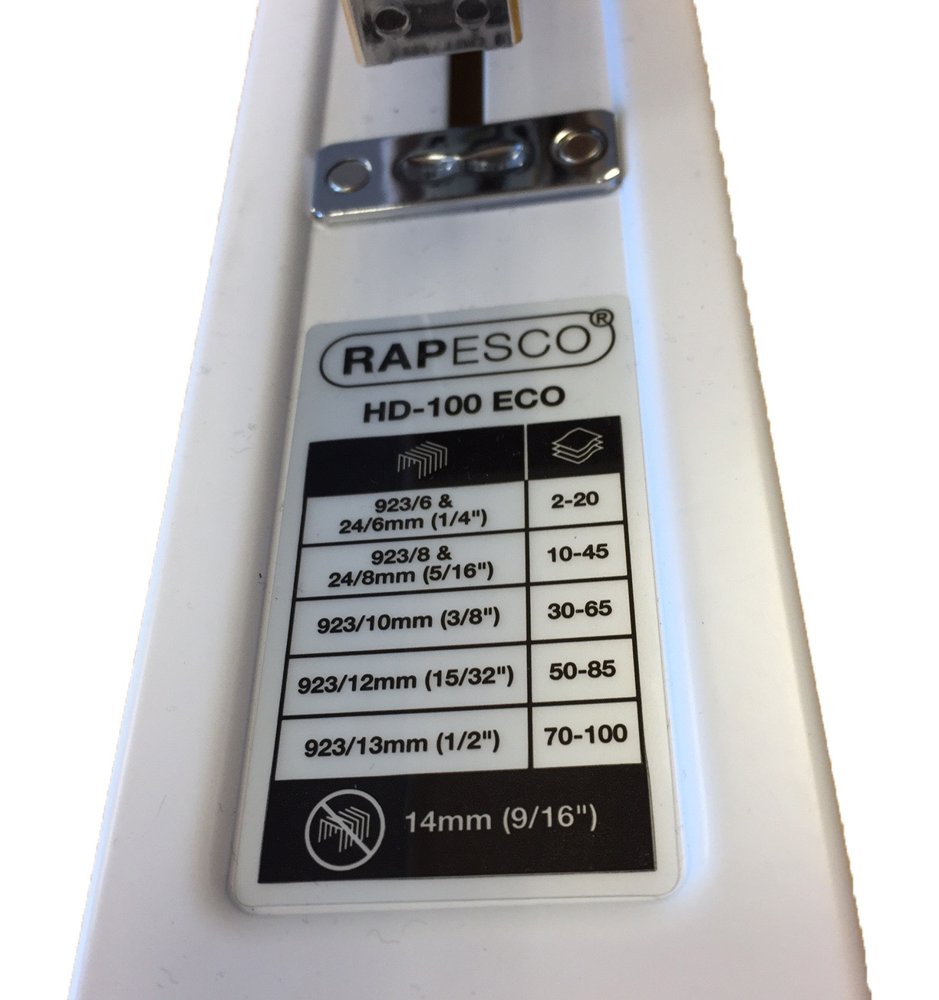 RAPESCO®
HD-100 ECO
923/6 &
24/6mm (1/4") 2-20
923/8 &
24/8mm (5/16") 10-45
923/10mm (3/8") 30-65
923/12mm (15/32") 50-85
923/13mm (1/2") 70-100
14mm (9/16")